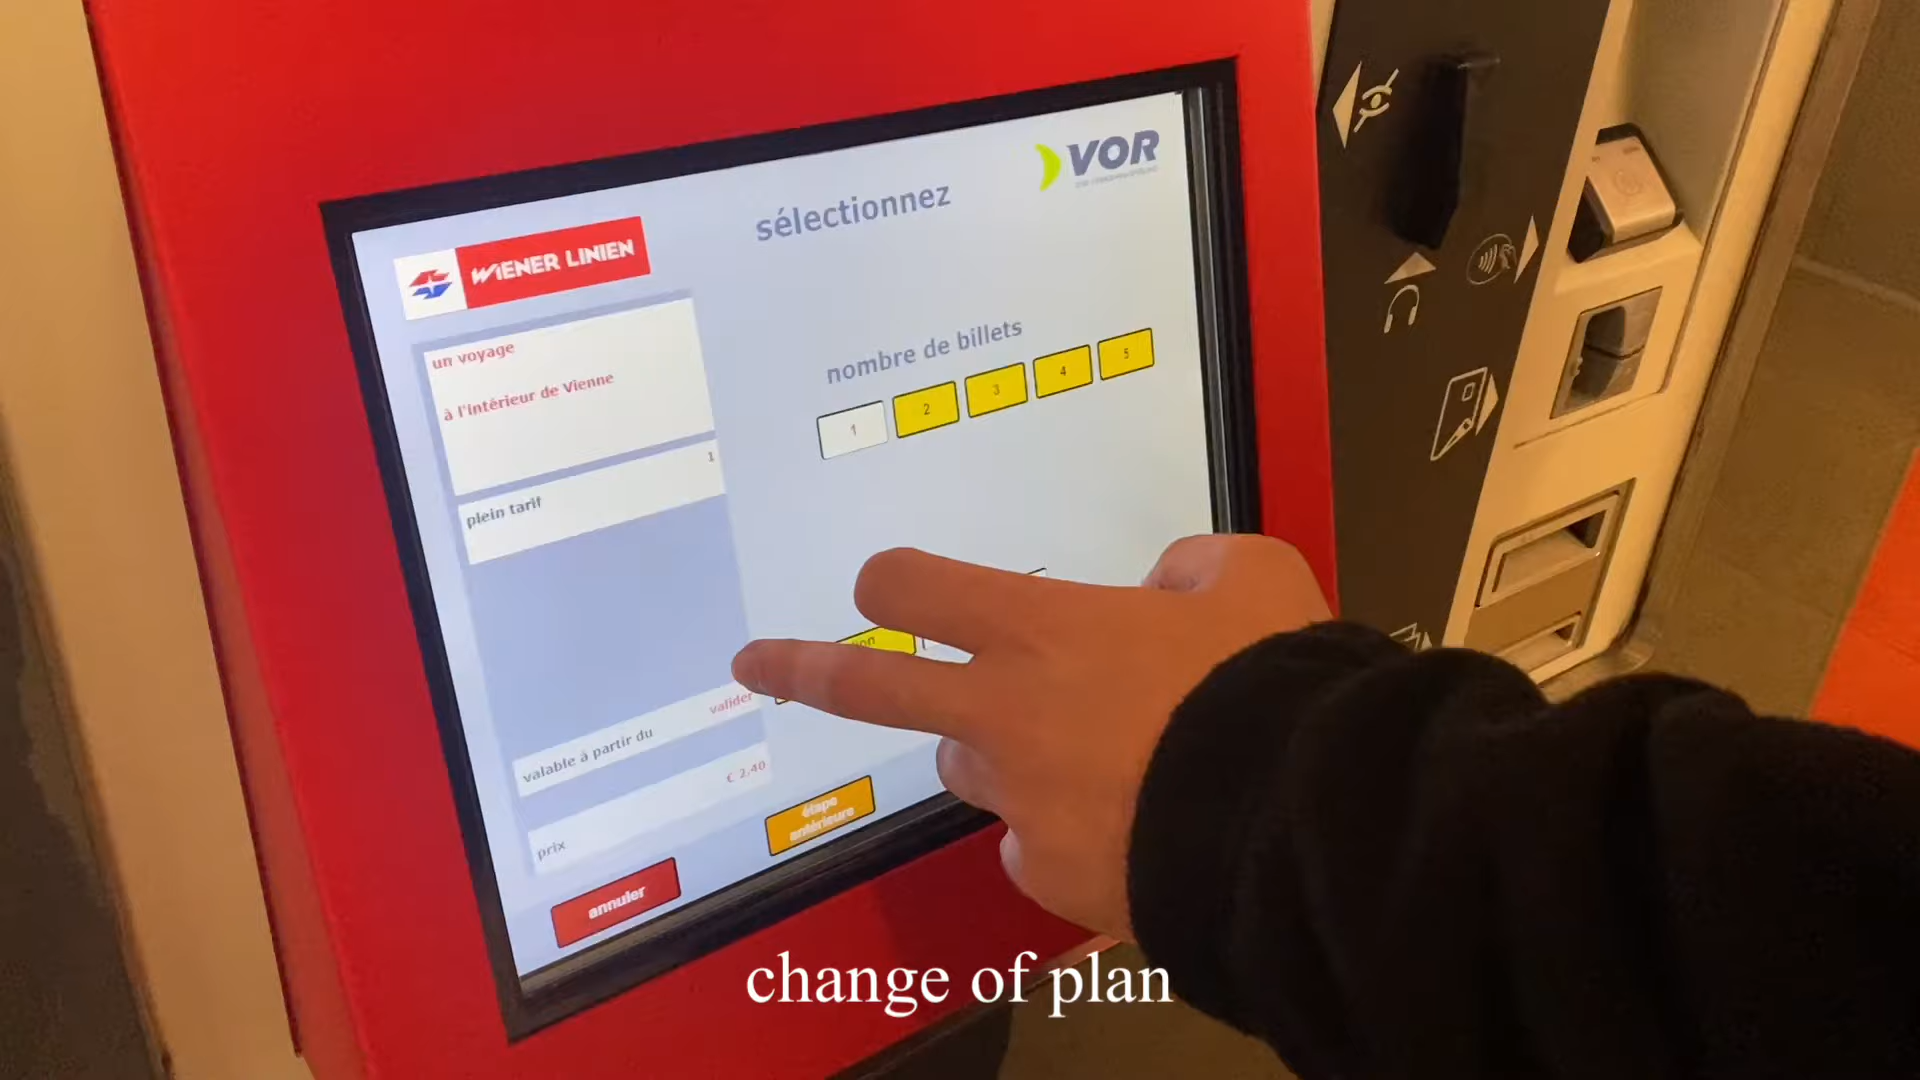 sélectionnez
VOR
WIENER LINIEN
un voyage
à l'intérieur de Vienne
1
plein tarif
nombre de billets
1 2 3 4 5
valider
valable à partir du
€ 2,40
prix
étape
antérieure
annuler
change of plan